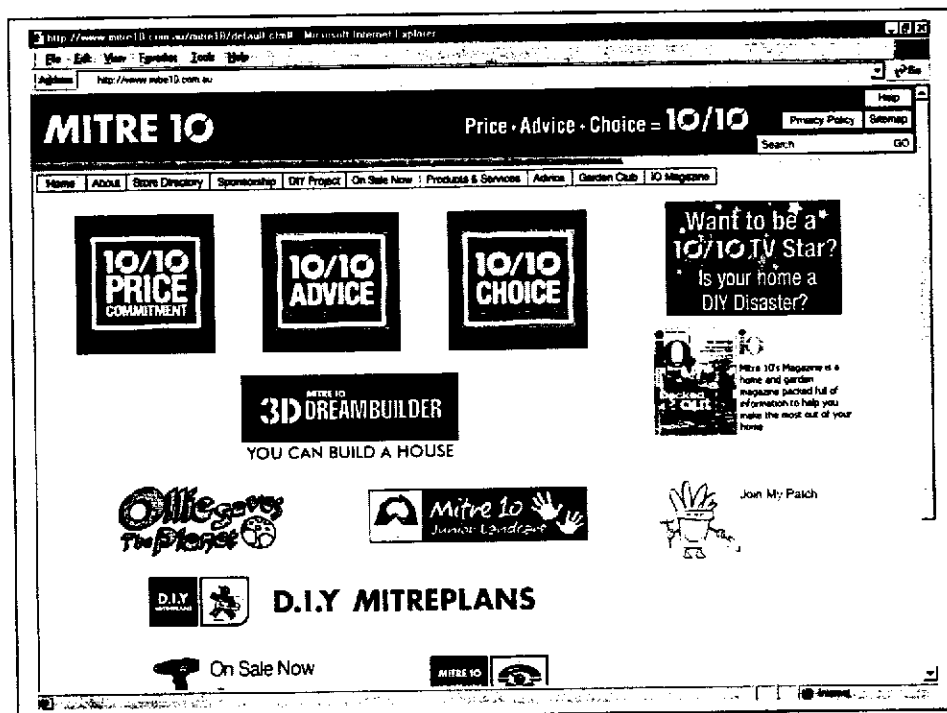 http://www.mitre10.com.au/mitre10/default.cfm# - Microsoft Internet Explorer
File Edit View Favorites Tools Help
Address http://www.mitre10.com.au Go
MITRE 10
Price + Advice + Choice = 10/10
Help
Privacy Policy Sitemap
Search GO
Home About Store Directory Sponsorship DIY Project On Sale Now Products & Services Advice Garden Club 10 Magazine
10/10
PRICE
COMMITMENT
10/10
ADVICE
10/10
CHOICE
Want to be a
10/10 TV Star?
Is your home a
DIY Disaster?
Packed
OUT
Mitre 10's Magazine is a
home and garden
magazine packed full of
information to help you
make the most out of your
home
MITRE 10
3D DREAMBUILDER
YOU CAN BUILD A HOUSE
Ollie saves
The Planet
Mitre 10
Junior Landcare
Join My Patch
D.I.Y
MITREPLANS
D.I.Y MITREPLANS
On Sale Now
MITRE 10
Internet